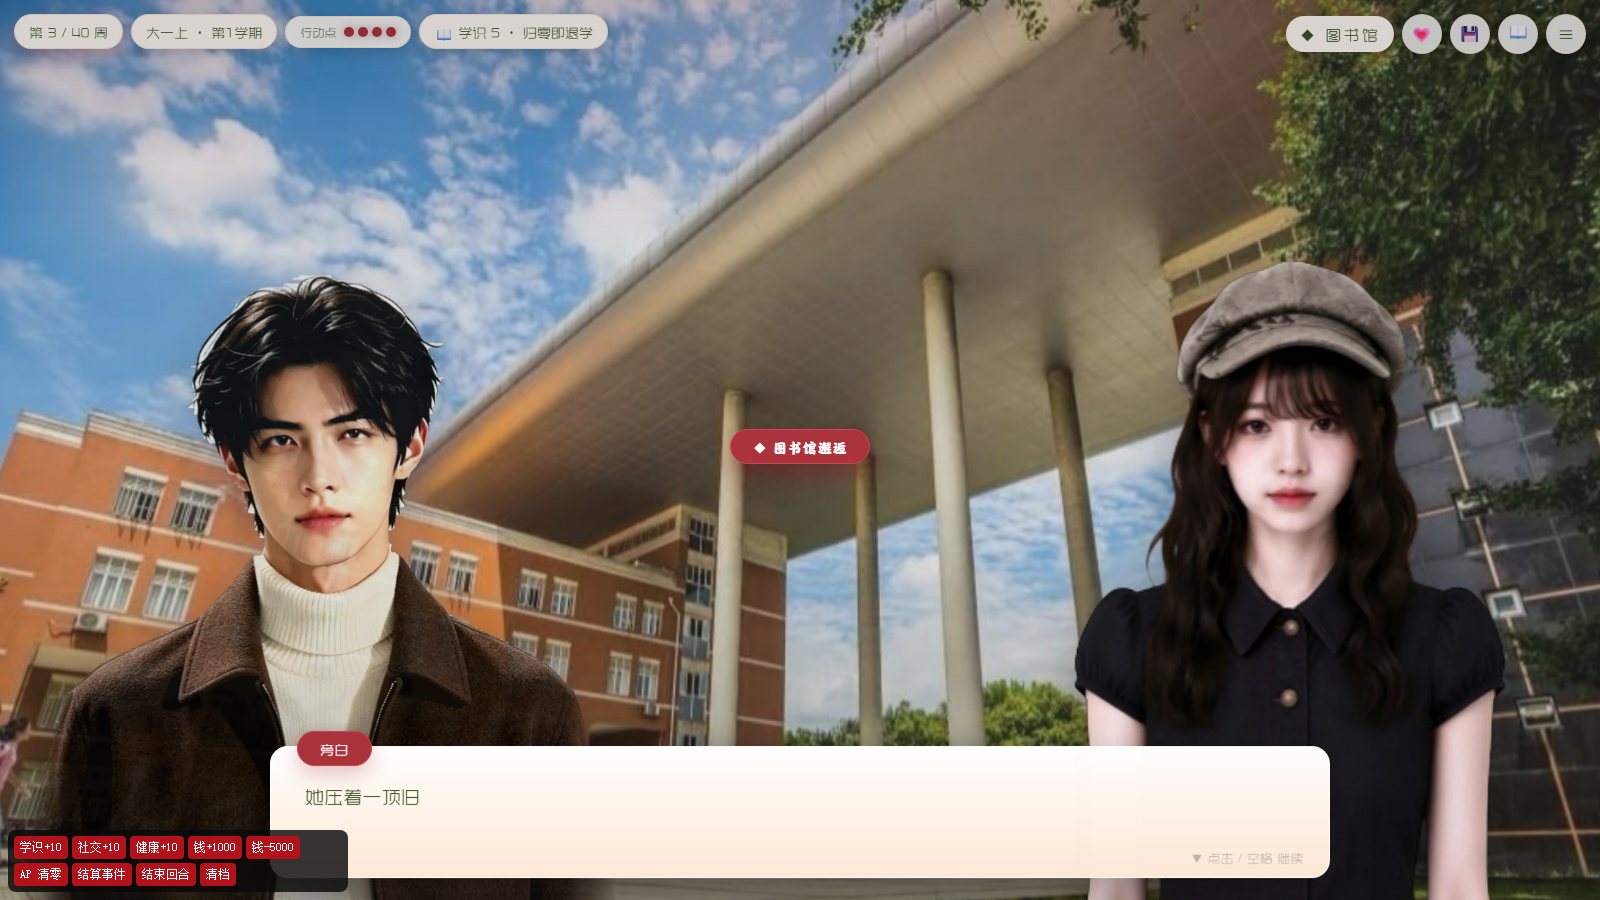 第 3 / 40 周
大一上 · 第1学期
行动点
学识 5 · 归零即退学
◆ 图书馆
◆ 图书馆邂逅
旁白
她压着一顶旧
▼ 点击 / 空格 继续
学识+10 社交+10 健康+10 钱+1000 钱-5000
AP 清零 结算事件 结束回合 清档